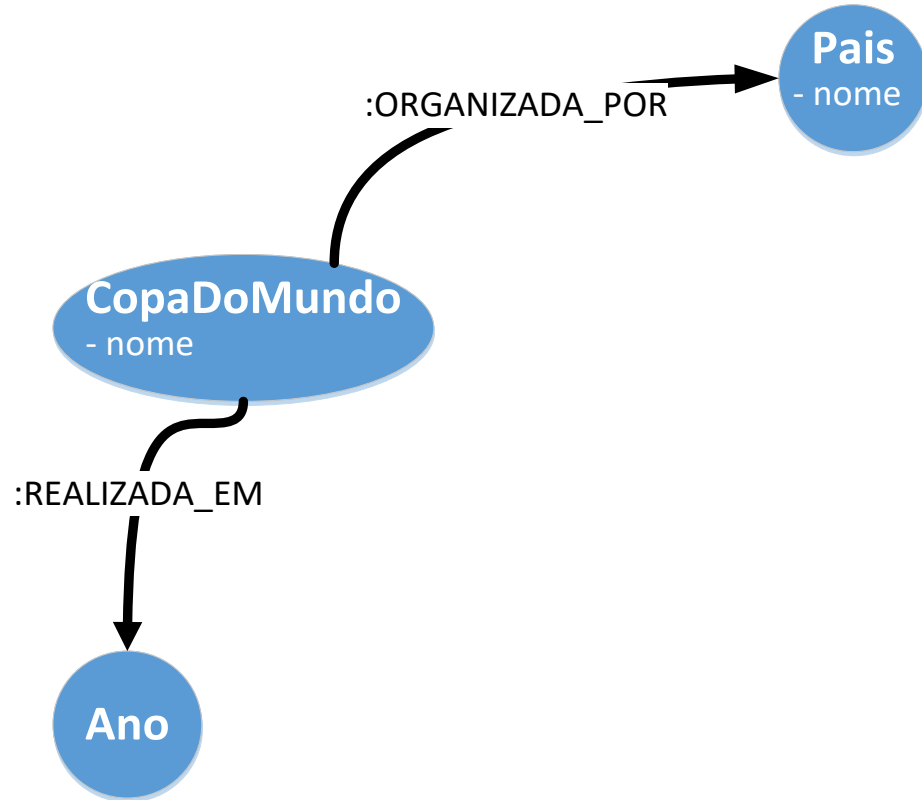 Pais
- nome
:ORGANIZADA_POR
CopaDoMundo
- nome
:REALIZADA_EM
Ano